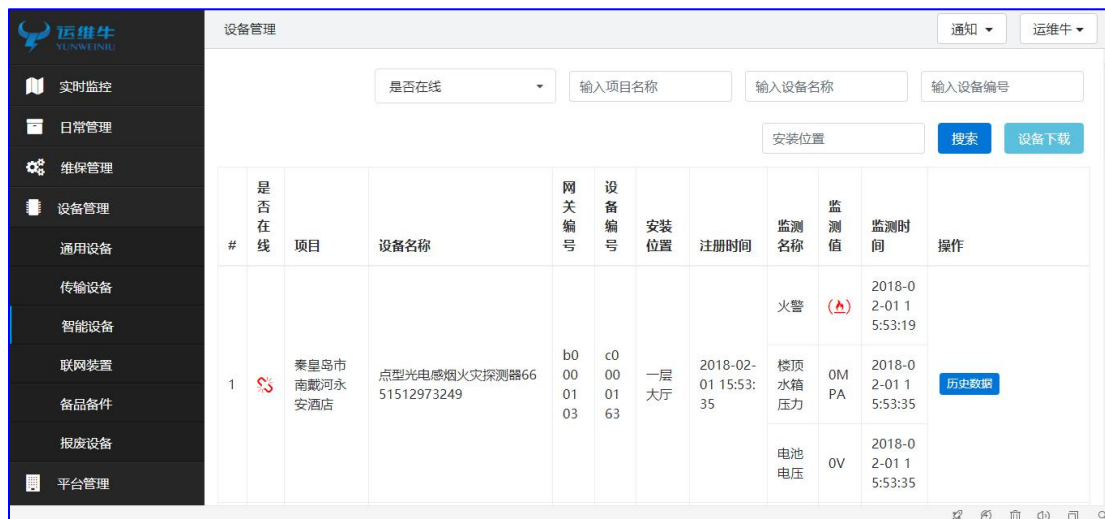 运维牛
YUNWEINIU
设备管理
通知
运维牛
实时监控
日常管理
维保管理
设备管理
通用设备
传输设备
智能设备
联网装置
备品备件
报废设备
平台管理
是否在线
输入项目名称
输入设备名称
输入设备编号
安装位置
搜索
设备下载
#
是
否
在
线
项目
设备名称
网
关
编
号
设
备
编
号
安装
位置
注册时间
监测
名称
监
测
值
监测时
间
操作
1
秦皇岛市
南戴河永
安酒店
点型光电感烟火灾探测器66
51512973249
b0
00
01
03
c0
00
01
63
一层
大厅
2018-02-
01 15:53:
35
火警
2018-0
2-01 1
5:53:19
楼顶
水箱
压力
0M
PA
2018-0
2-01 1
5:53:35
电池
电压
0V
2018-0
2-01 1
5:53:35
历史数据